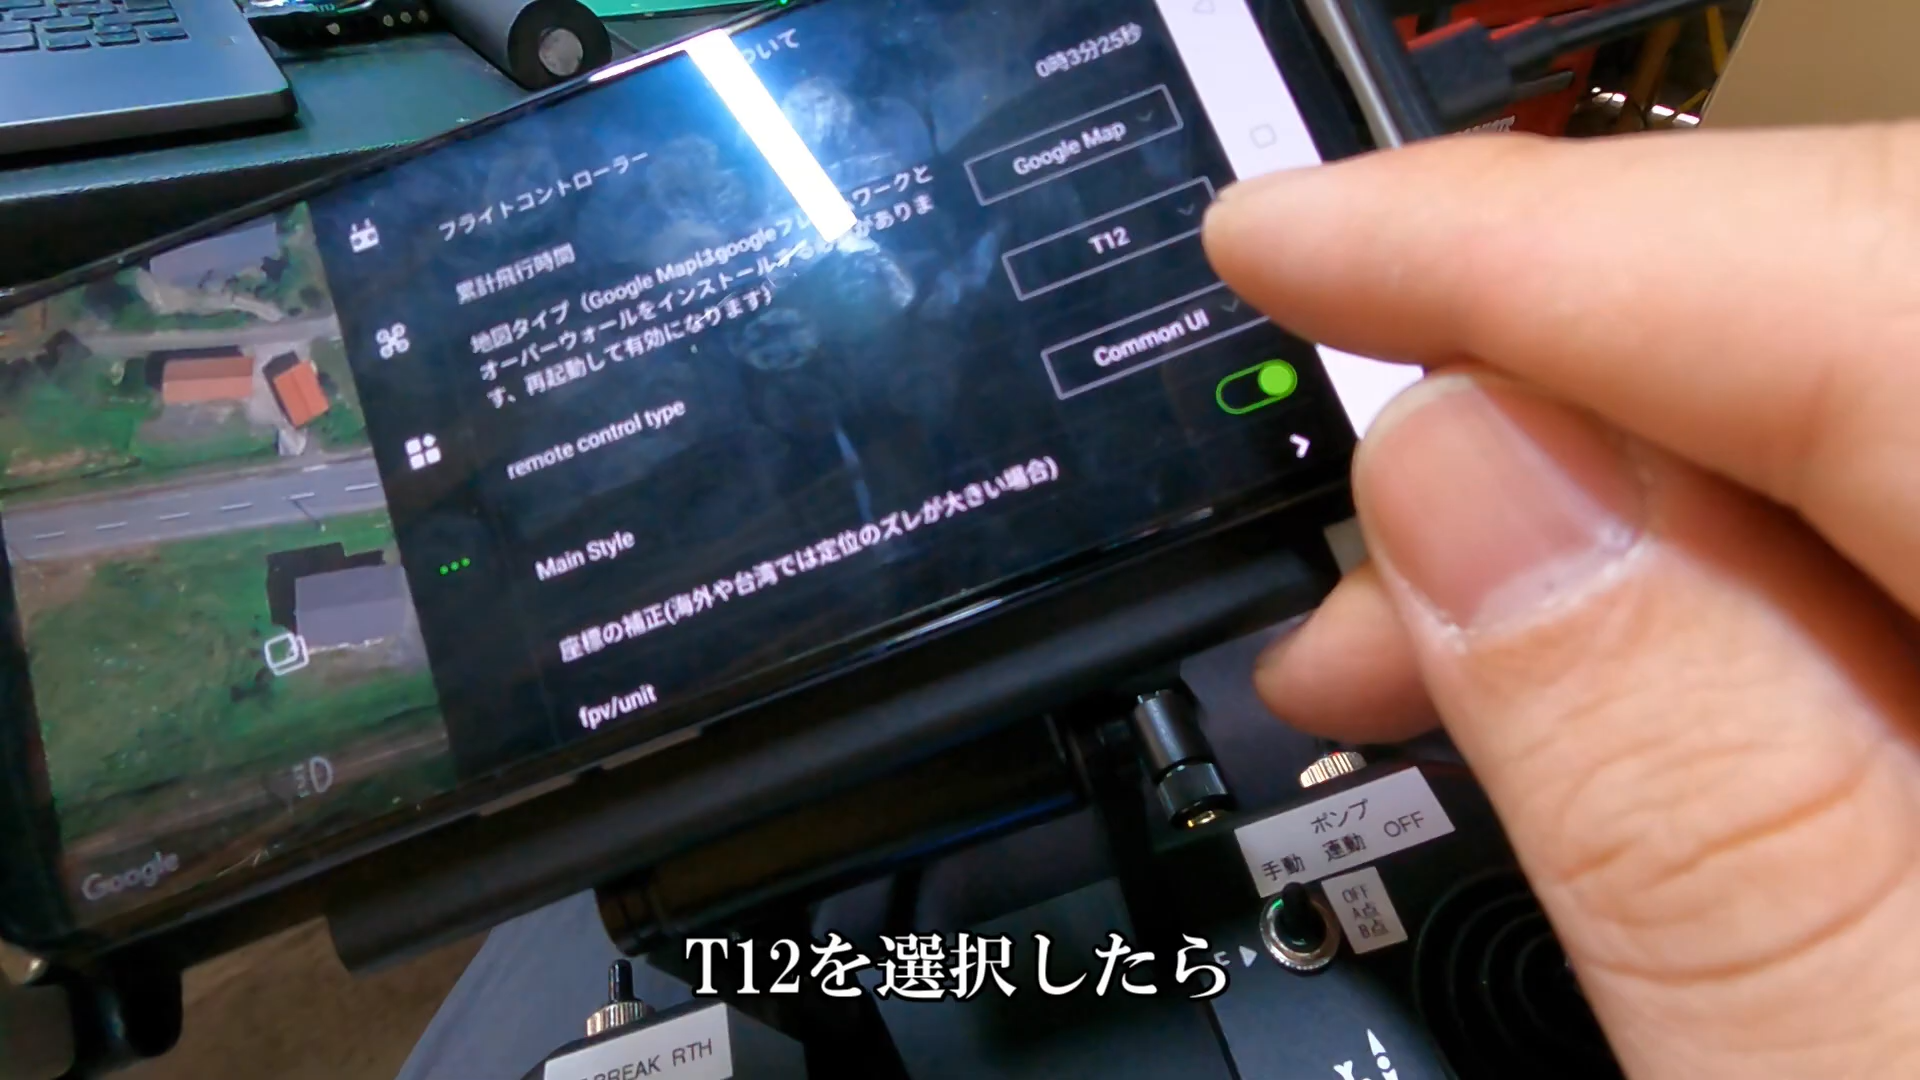 ついて
フライトコントローラー
累計飛行時間
0時3分25秒
地図タイプ（Google Mapはgoogleフレームワークと
オーバーウォールをインストールする必要がありま
す、再起動して有効になります）
Google Map
remote control type
T12
Main Style
Common UI
座標の補正(海外や台湾では定位のズレが大きい場合)
fpv/unit
Google
ポンプ
手動 連動 OFF
OFF
A点
B点
BREAK RTH
T12を選択したら